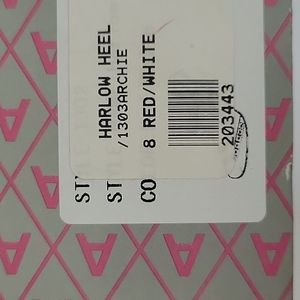 HARLOW HEEL
/1303ARCHIE
8 RED/WHITE
203443
ST
ST
CO
A
A
A
A
A
A
A